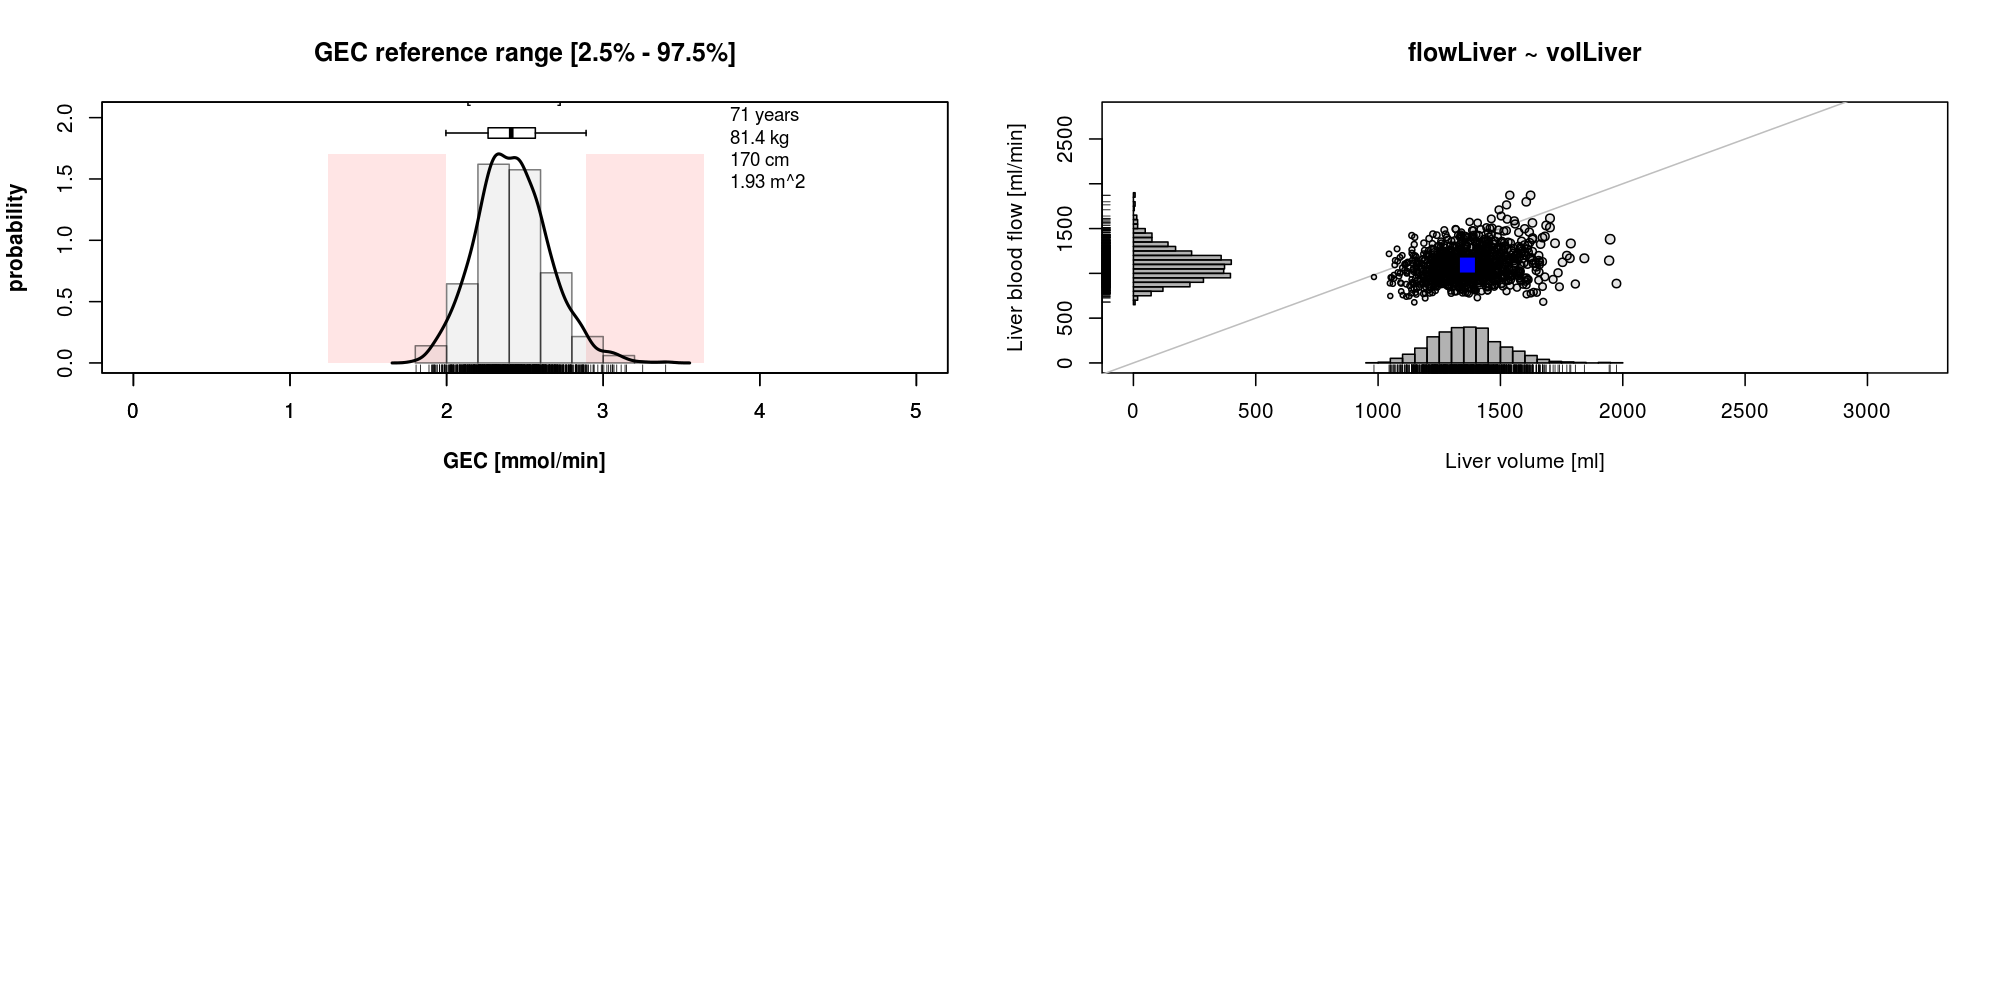 GEC reference range [2.5% - 97.5%]
71 years
81.4 kg
170 cm
1.93 m^2
probability
0.0 0.5 1.0 1.5 2.0
0 1 2 3 4 5
GEC [mmol/min]
flowLiver ~ volLiver
Liver blood flow [ml/min]
0 500 1500 2500
0 500 1000 1500 2000 2500 3000
Liver volume [ml]